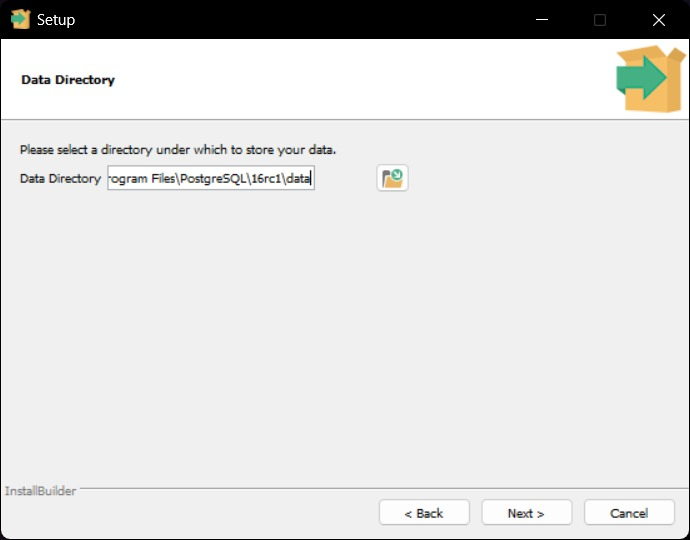 Setup
Data Directory
Please select a directory under which to store your data.
Data Directory rogram Files\PostgreSQL\16rc1\data
InstallBuilder
< Back Next > Cancel